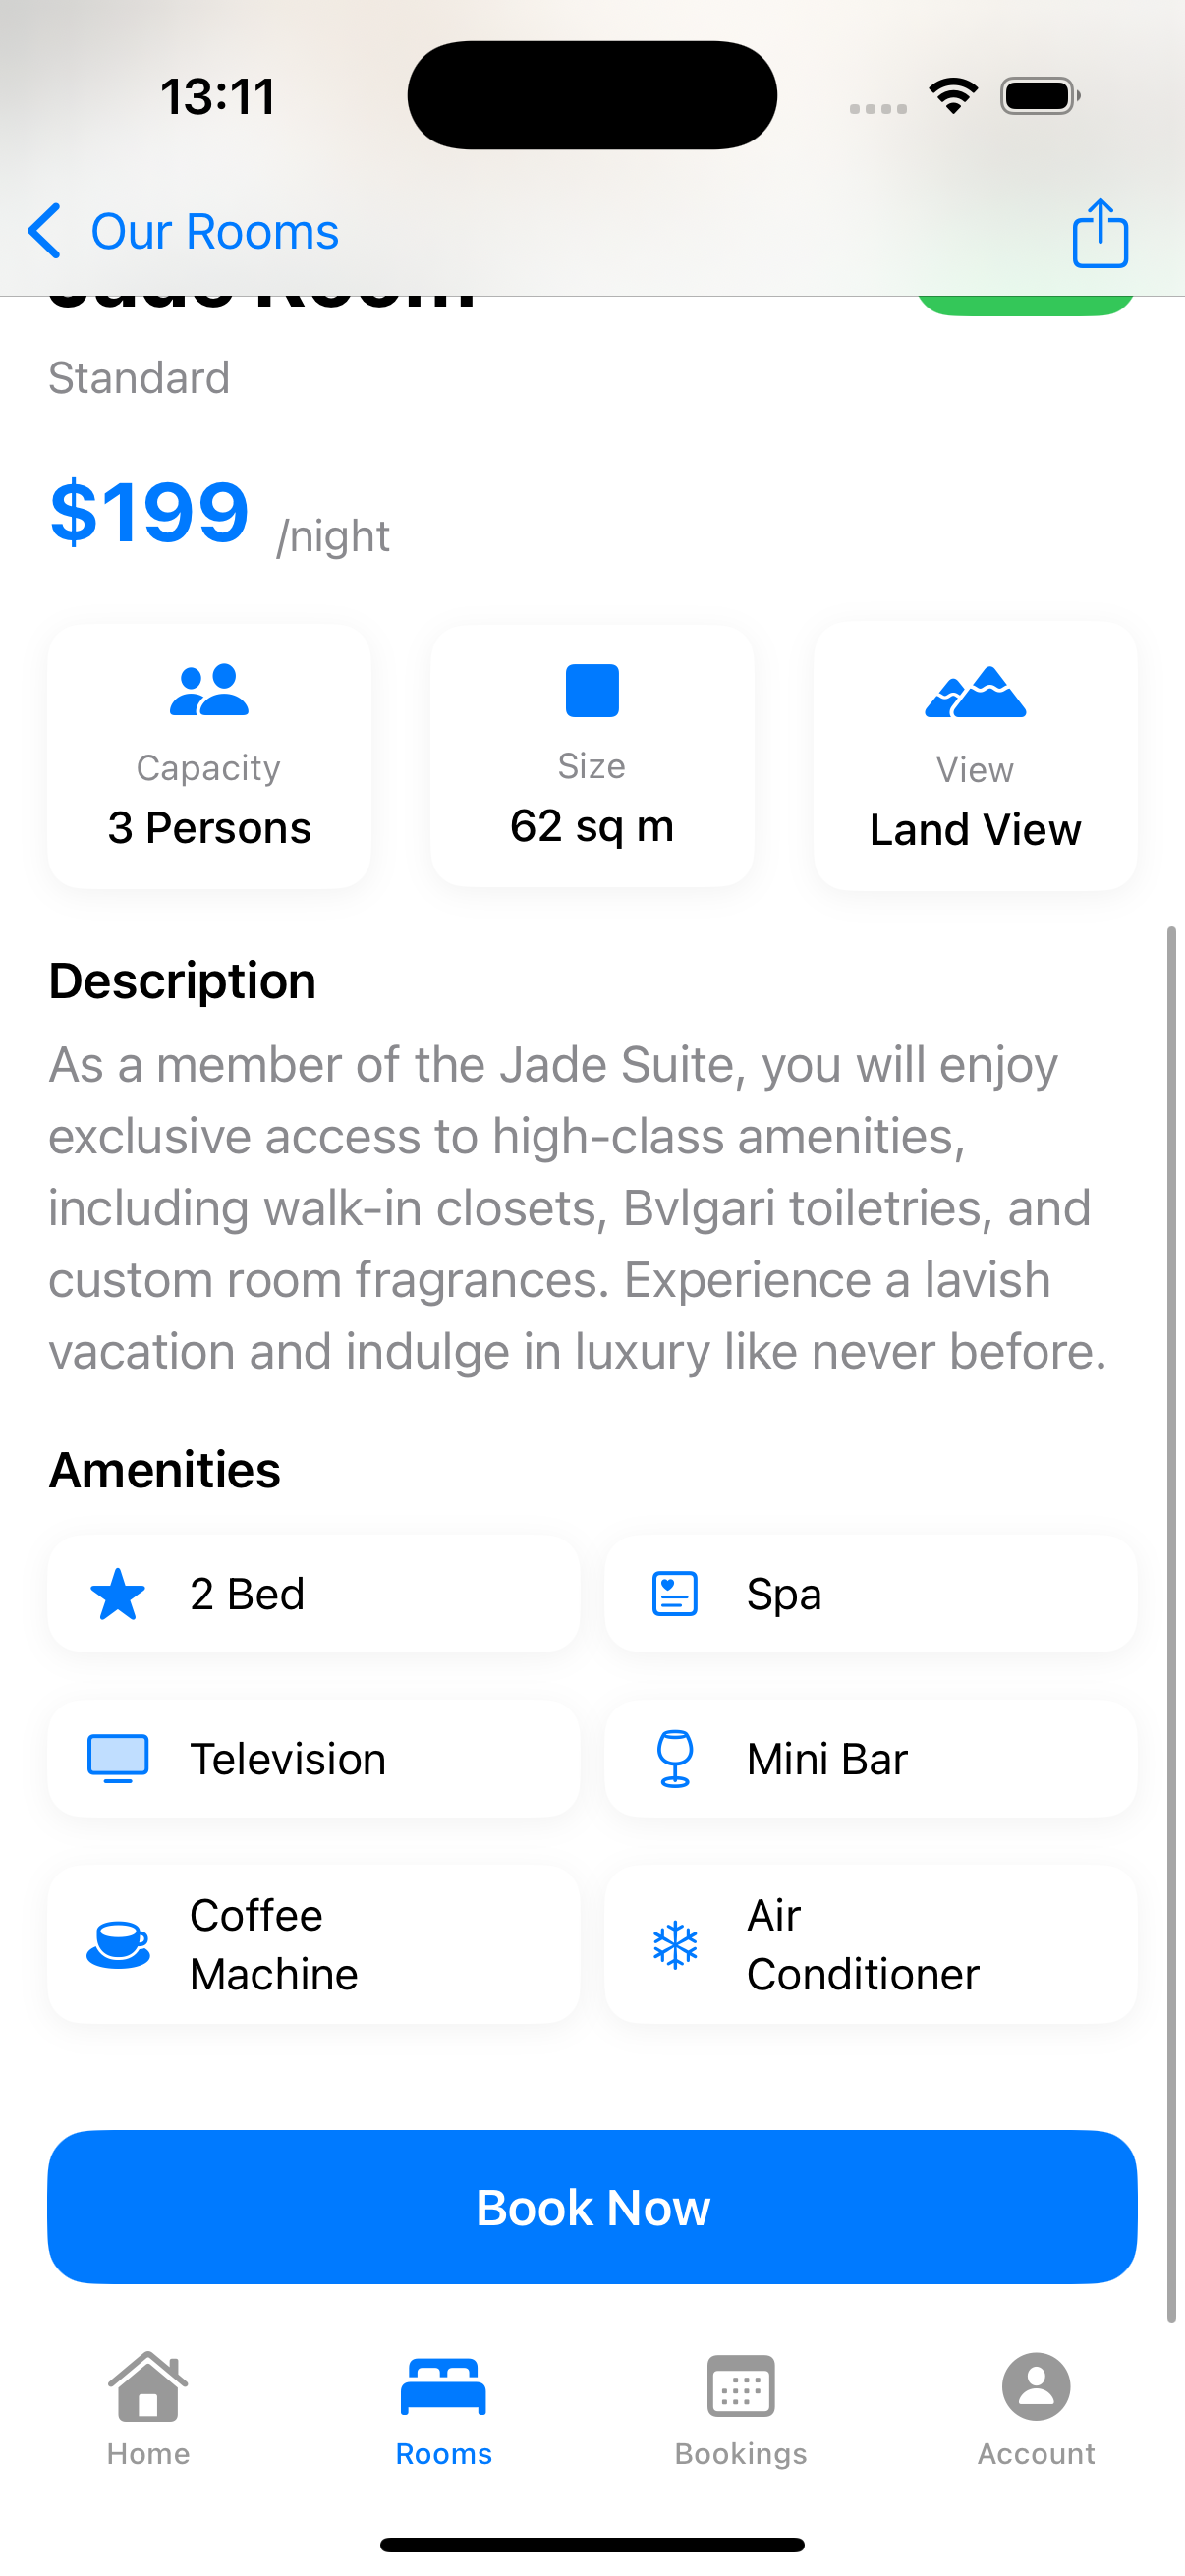 13:11
Our Rooms
Standard
$199 /night
Capacity
3 Persons
Size
62 sq m
View
Land View
Description
As a member of the Jade Suite, you will enjoy
exclusive access to high-class amenities,
including walk-in closets, Bvlgari toiletries, and
custom room fragrances. Experience a lavish
vacation and indulge in luxury like never before.
Amenities
2 Bed
Spa
Television
Mini Bar
Coffee
Machine
Air
Conditioner
Book Now
Home
Rooms
Bookings
Account